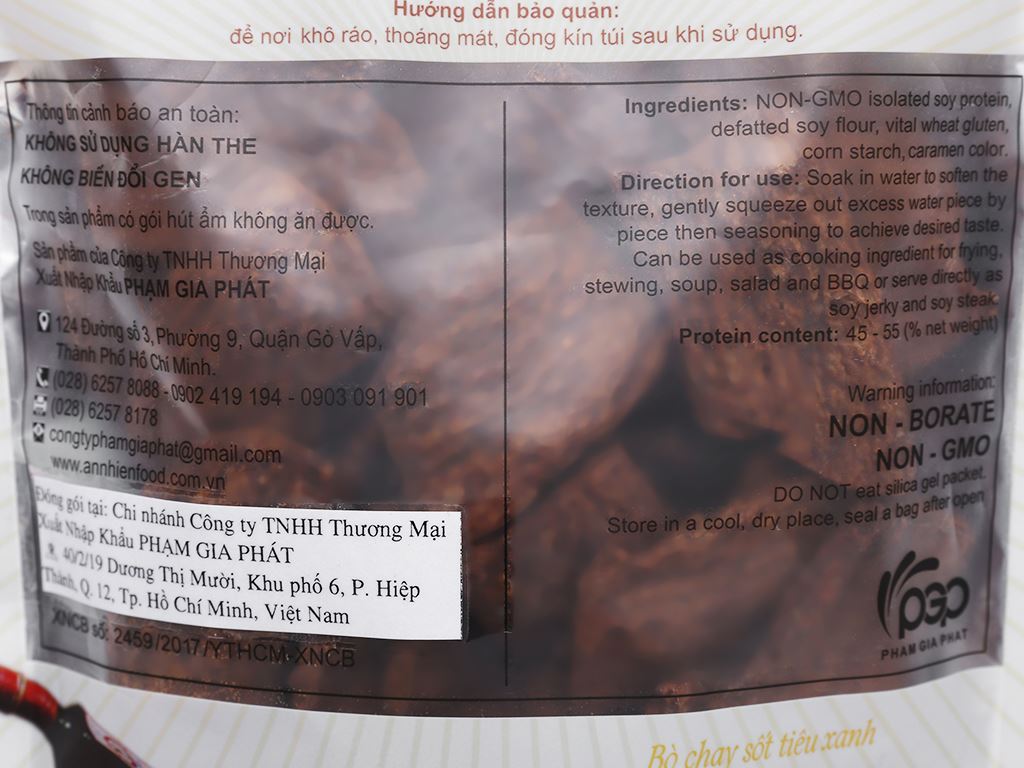 Hướng dẫn bảo quản:
để nơi khô ráo, thoáng mát, đóng kín túi sau khi sử dụng.
Thông tin cảnh báo an toàn:
KHÔNG SỬ DỤNG HÀN THE
KHÔNG BIẾN ĐỔI GEN
Trong sản phẩm có gói hút ẩm không ăn được.
Sản phẩm của Công ty TNHH Thương Mại
Xuất Nhập Khẩu PHẠM GIA PHÁT
124 Đường số 3, Phường 9, Quận Gò Vấp,
Thành Phố Hồ Chí Minh.
(028) 6257 8088 - 0902 419 194 - 0903 091 901
(028) 6257 8178
congtyphamgiaphat@gmail.com
www.annhienfood.com.vn
Đóng gói tại: Chi nhánh Công ty TNHH Thương Mại
Xuất Nhập Khẩu PHẠM GIA PHÁT
40/2/19 Dương Thị Mười, Khu phố 6, P. Hiệp
Thành, Q. 12, Tp. Hồ Chí Minh, Việt Nam
XNCB số: 2459/2017/YTHCM-XNCB
Ingredients: NON-GMO isolated soy protein,
defatted soy flour, vital wheat gluten,
corn starch, caramen color.
Direction for use: Soak in water to soften the
texture, gently squeeze out excess water piece by
piece then seasoning to achieve desired taste.
Can be used as cooking ingredient for frying,
stewing, soup, salad and BBQ or serve directly as
soy jerky and soy steak.
Protein content: 45 - 55 (% net weight)
Warning information:
NON - BORATE
NON - GMO
DO NOT eat silica gel packet.
Store in a cool, dry place, seal a bag after open
PGP
PHAM GIA PHAT
Bò chay sốt tiêu xanh